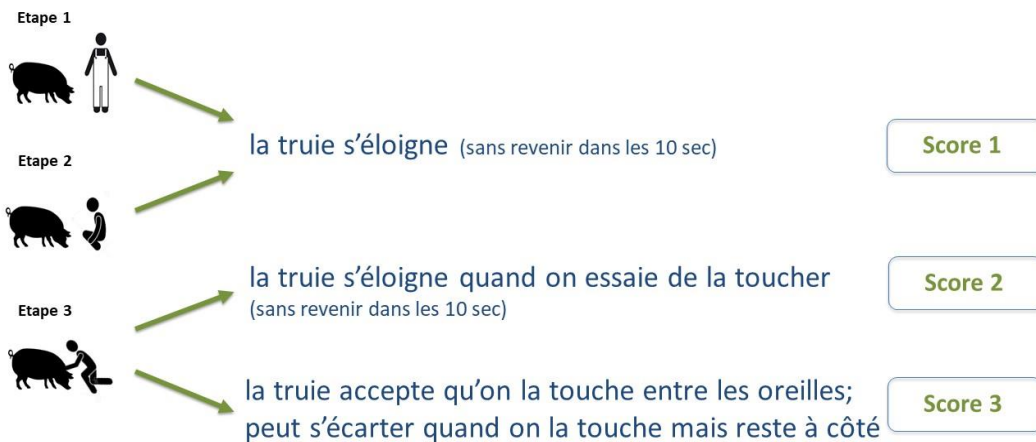 Etape 1
la truie s'éloigne (sans revenir dans les 10 sec)
Score 1
Etape 2
la truie s'éloigne quand on essaie de la toucher
(sans revenir dans les 10 sec)
Score 2
Etape 3
la truie accepte qu'on la touche entre les oreilles;
peut s'écarter quand on la touche mais reste à côté
Score 3